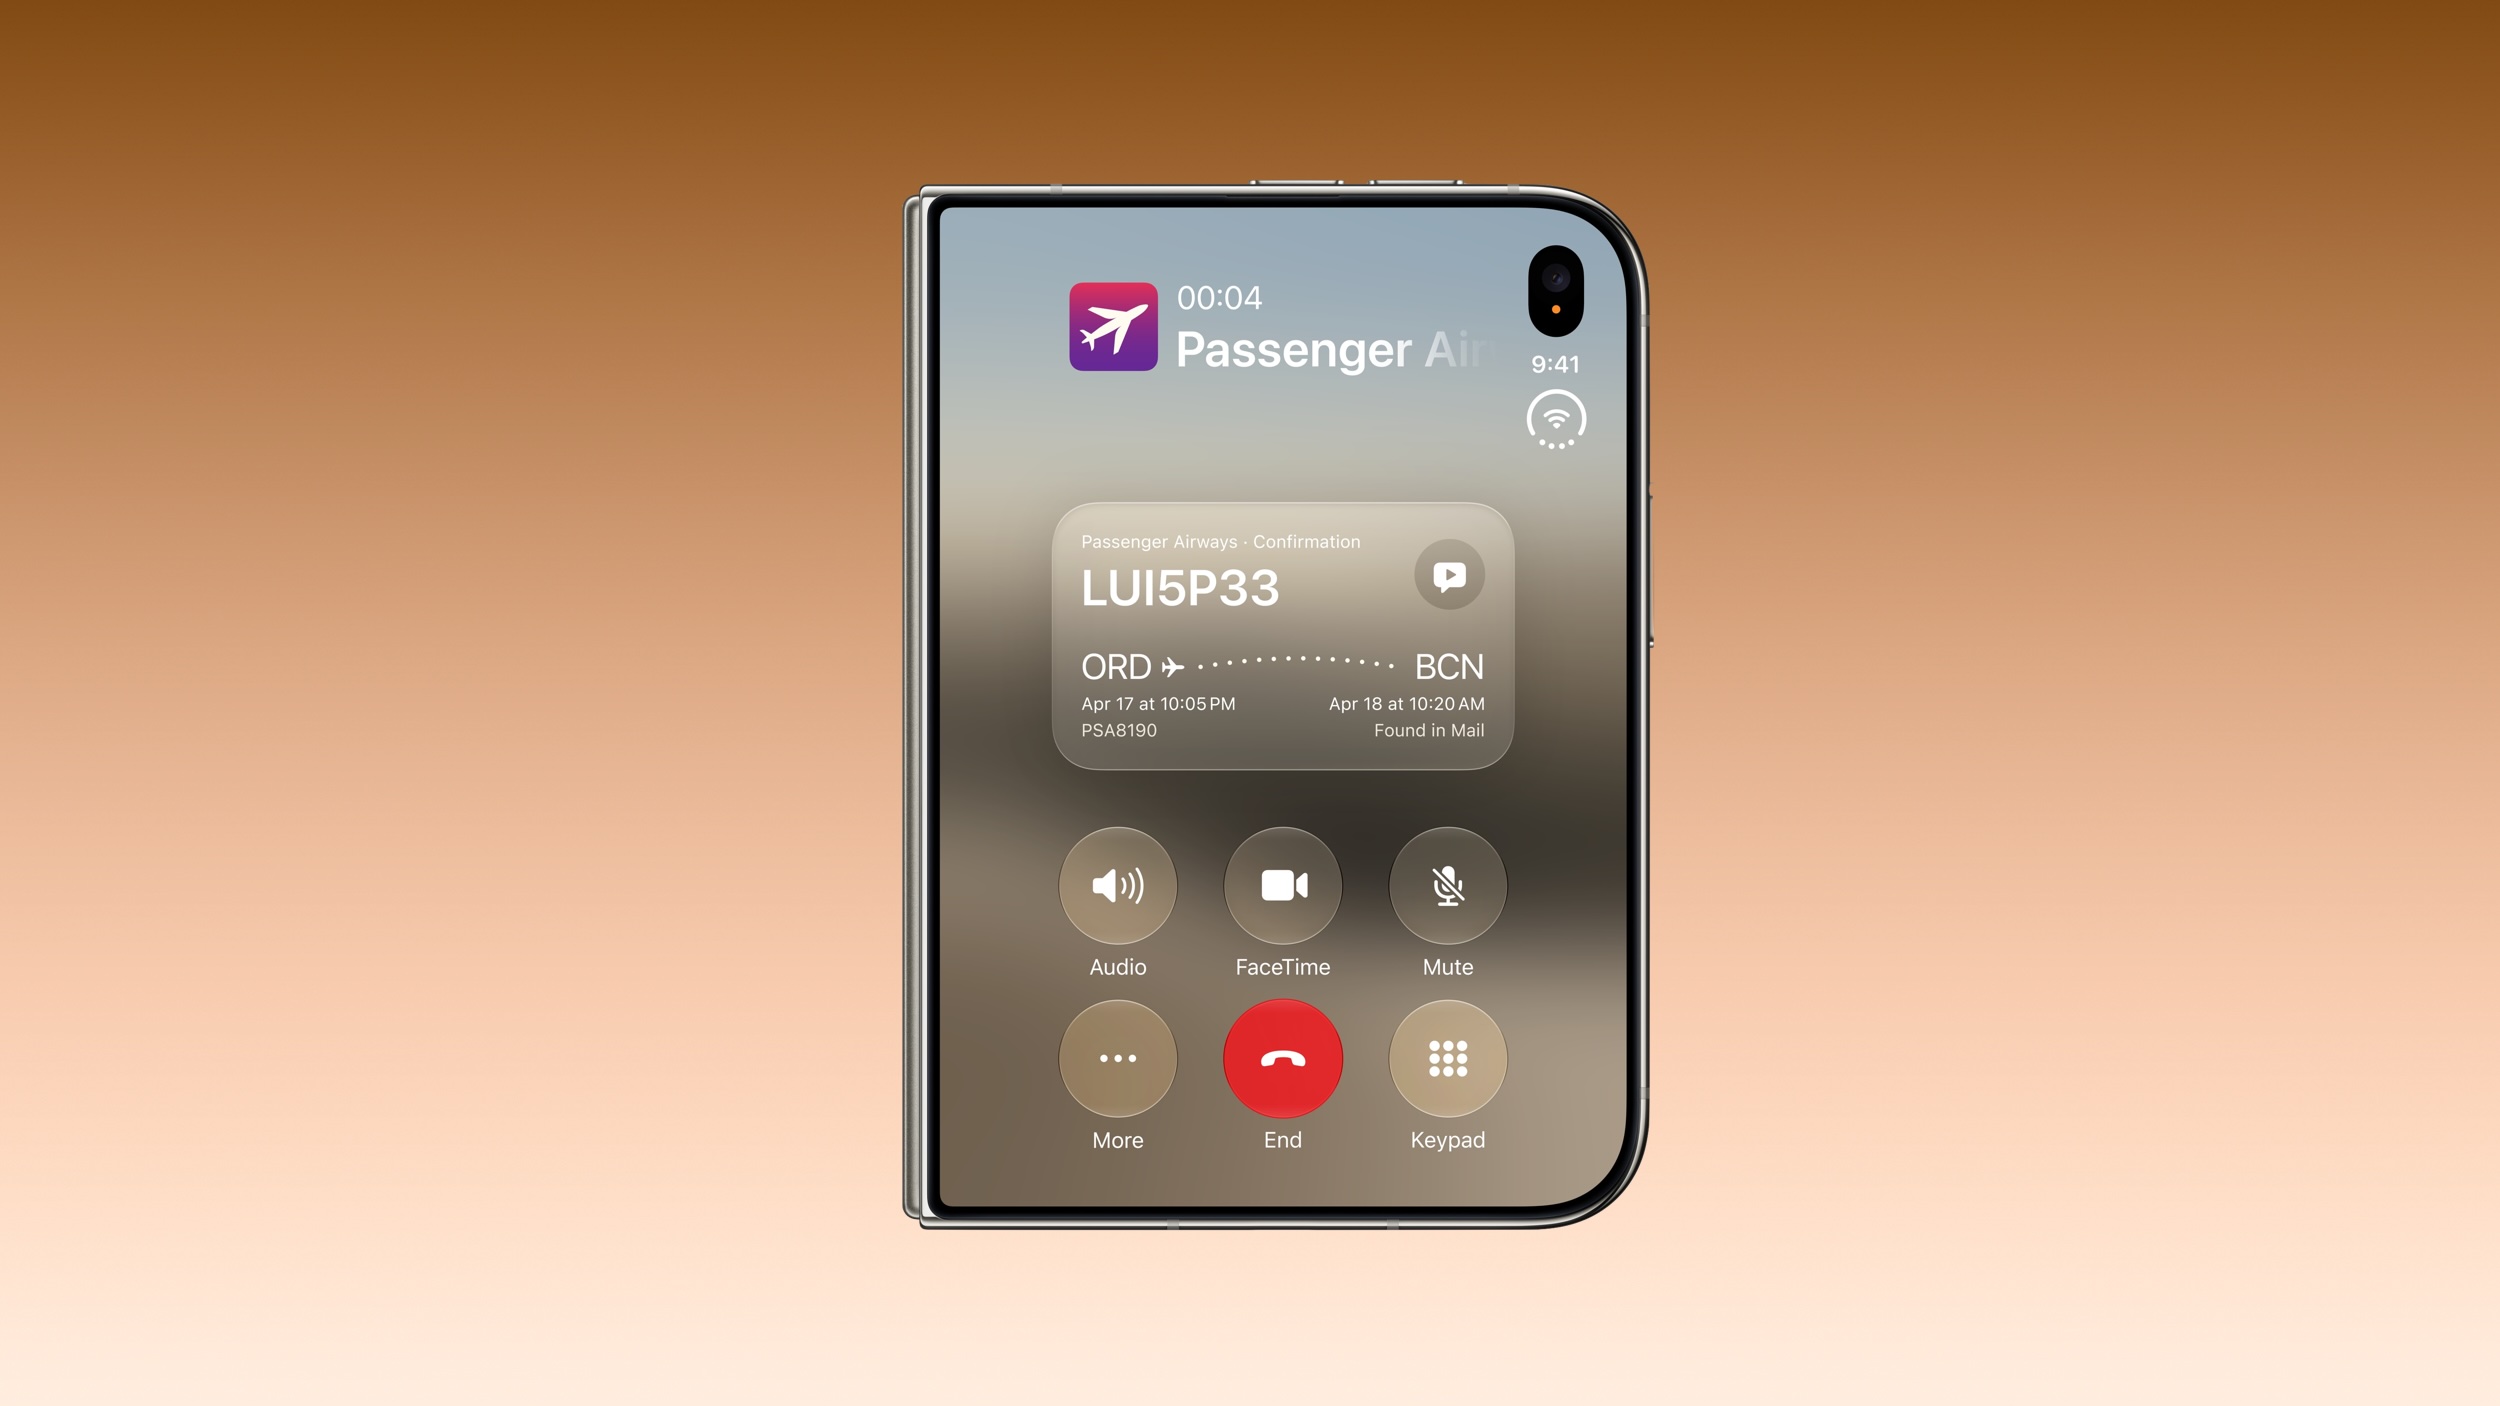 00:04
Passenger Air
9:41
Passenger Airways · Confirmation
LUI5P33
ORD BCN
Apr 17 at 10:05 PM Apr 18 at 10:20 AM
PSA8190 Found in Mail
Audio FaceTime Mute
More End Keypad